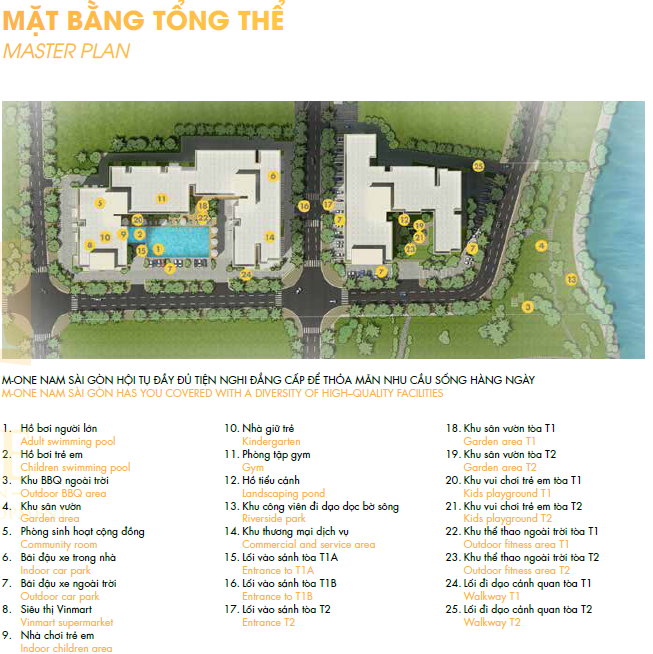 MẶT BẰNG TỔNG THỂ
MASTER PLAN
5
11
6
18
22
20
10
9
2
8
15
1
7
14
24
16
17
7
12
19
21
23
7
7
25
4
13
3
M-ONE NAM SÀI GÒN HỘI TỤ ĐẦY ĐỦ TIỆN NGHI ĐẲNG CẤP ĐỂ THỎA MÃN NHU CẦU SỐNG HÀNG NGÀY
M-ONE NAM SÀI GÒN HAS YOU COVERED WITH A DIVERSITY OF HIGH–QUALITY FACILITIES
1. Hồ bơi người lớn
Adult swimming pool
2. Hồ bơi trẻ em
Children swimming pool
3. Khu BBQ ngoài trời
Outdoor BBQ area
4. Khu sân vườn
Garden area
5. Phòng sinh hoạt cộng đồng
Community room
6. Bãi đậu xe trong nhà
Indoor car park
7. Bãi đậu xe ngoài trời
Outdoor car park
8. Siêu thị Vinmart
Vinmart supermarket
9. Nhà chơi trẻ em
Indoor children area
10. Nhà giữ trẻ
Kindergarten
11. Phòng tập gym
Gym
12. Hồ tiểu cảnh
Landscaping pond
13. Khu công viên đi dạo dọc bờ sông
Riverside park
14. Khu thương mại dịch vụ
Commercial and service area
15. Lối vào sảnh T1A
Entrance to T1A
16. Lối vào sảnh T1B
Entrance to T1B
17. Lối vào sảnh T2
Entrance T2
18. Khu sân vườn tòa T1
Garden area T1
19. Khu sân vườn tòa T2
Garden area T2
20. Khu vui chơi trẻ em tòa T1
Kids playground T1
21. Khu vui chơi trẻ em tòa T2
Kids playground T2
22. Khu thể thao ngoài trời tòa T1
Outdoor fitness area T1
23. Khu thể thao ngoài trời tòa T2
Outdoor fitness area T2
24. Lối đi dạo cảnh quan tòa T1
Walkway T1
25. Lối đi dạo cảnh quan tòa T2
Walkway T2